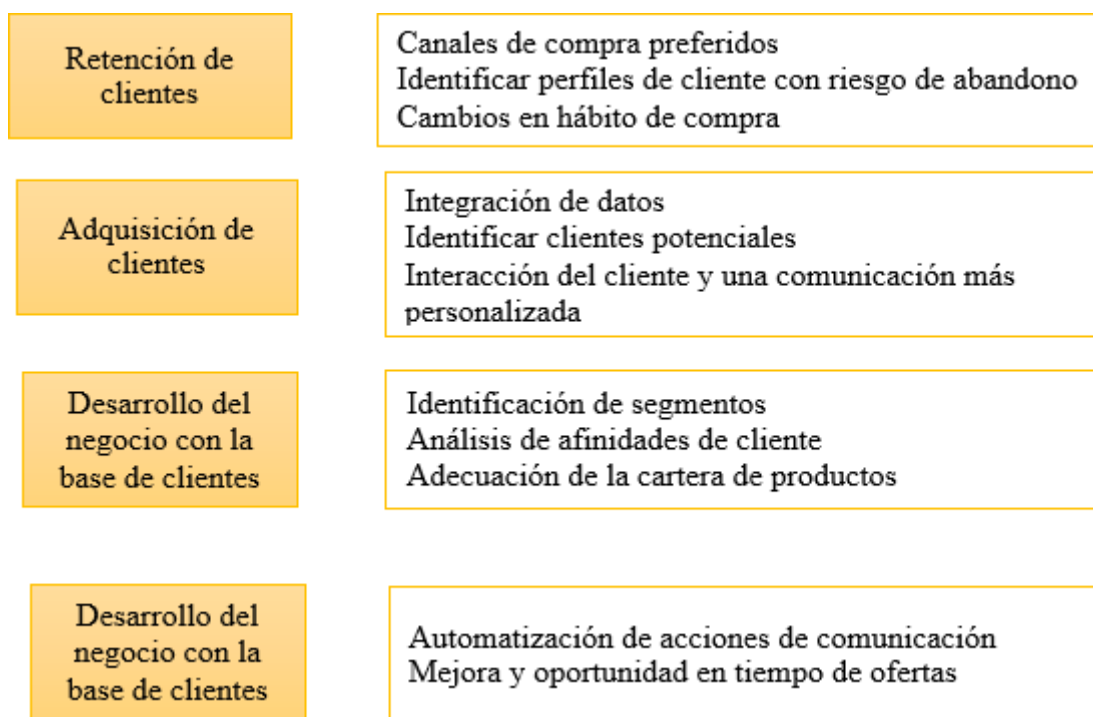 Retención de
clientes
Canales de compra preferidos
Identificar perfiles de cliente con riesgo de abandono
Cambios en hábito de compra
Adquisición de
clientes
Integración de datos
Identificar clientes potenciales
Interacción del cliente y una comunicación más
personalizada
Desarrollo del
negocio con la
base de clientes
Identificación de segmentos
Análisis de afinidades de cliente
Adecuación de la cartera de productos
Desarrollo del
negocio con la
base de clientes
Automatización de acciones de comunicación
Mejora y oportunidad en tiempo de ofertas